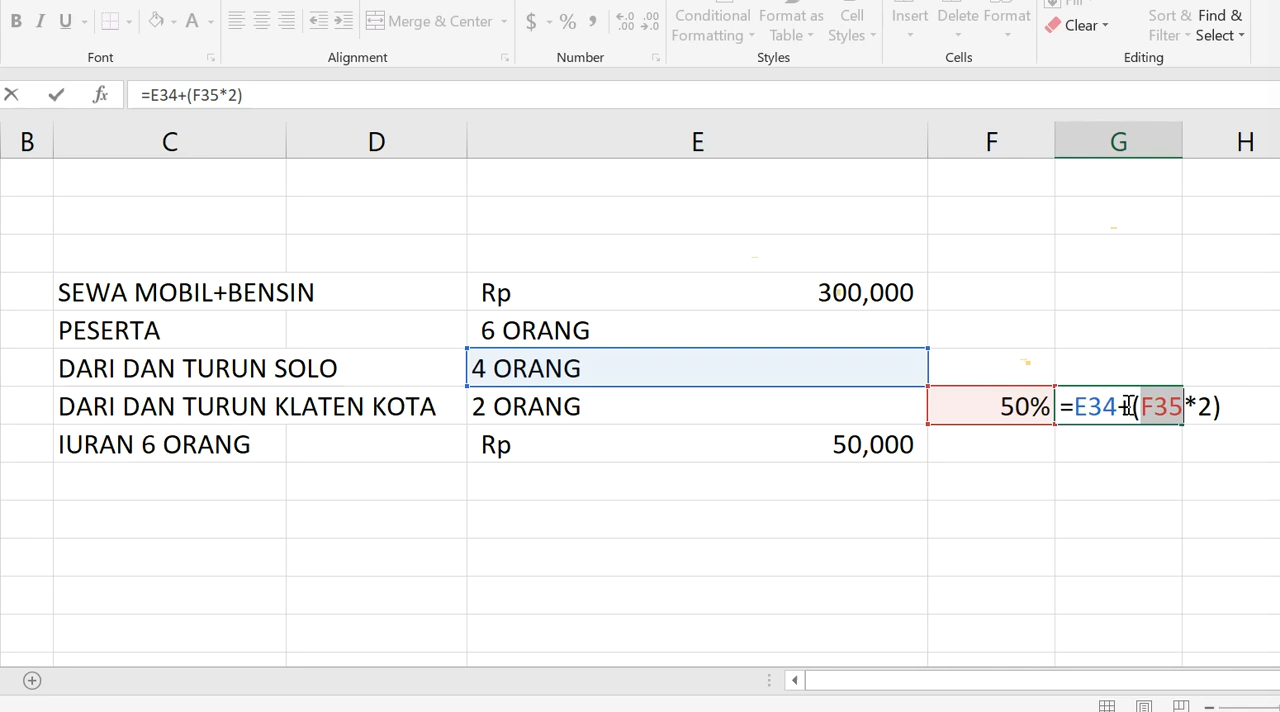 B I U A Merge & Center $ % , Conditional Format as Cell Insert Delete Format Clear Sort & Find &
Formatting Table Styles Filter Select
Font Alignment Number Styles Cells Editing
fx =E34+(F35*2)
B C D E F G H
SEWA MOBIL+BENSIN Rp 300,000
PESERTA 6 ORANG
DARI DAN TURUN SOLO 4 ORANG
DARI DAN TURUN KLATEN KOTA 2 ORANG 50% =E34+(F35*2)
IURAN 6 ORANG Rp 50,000